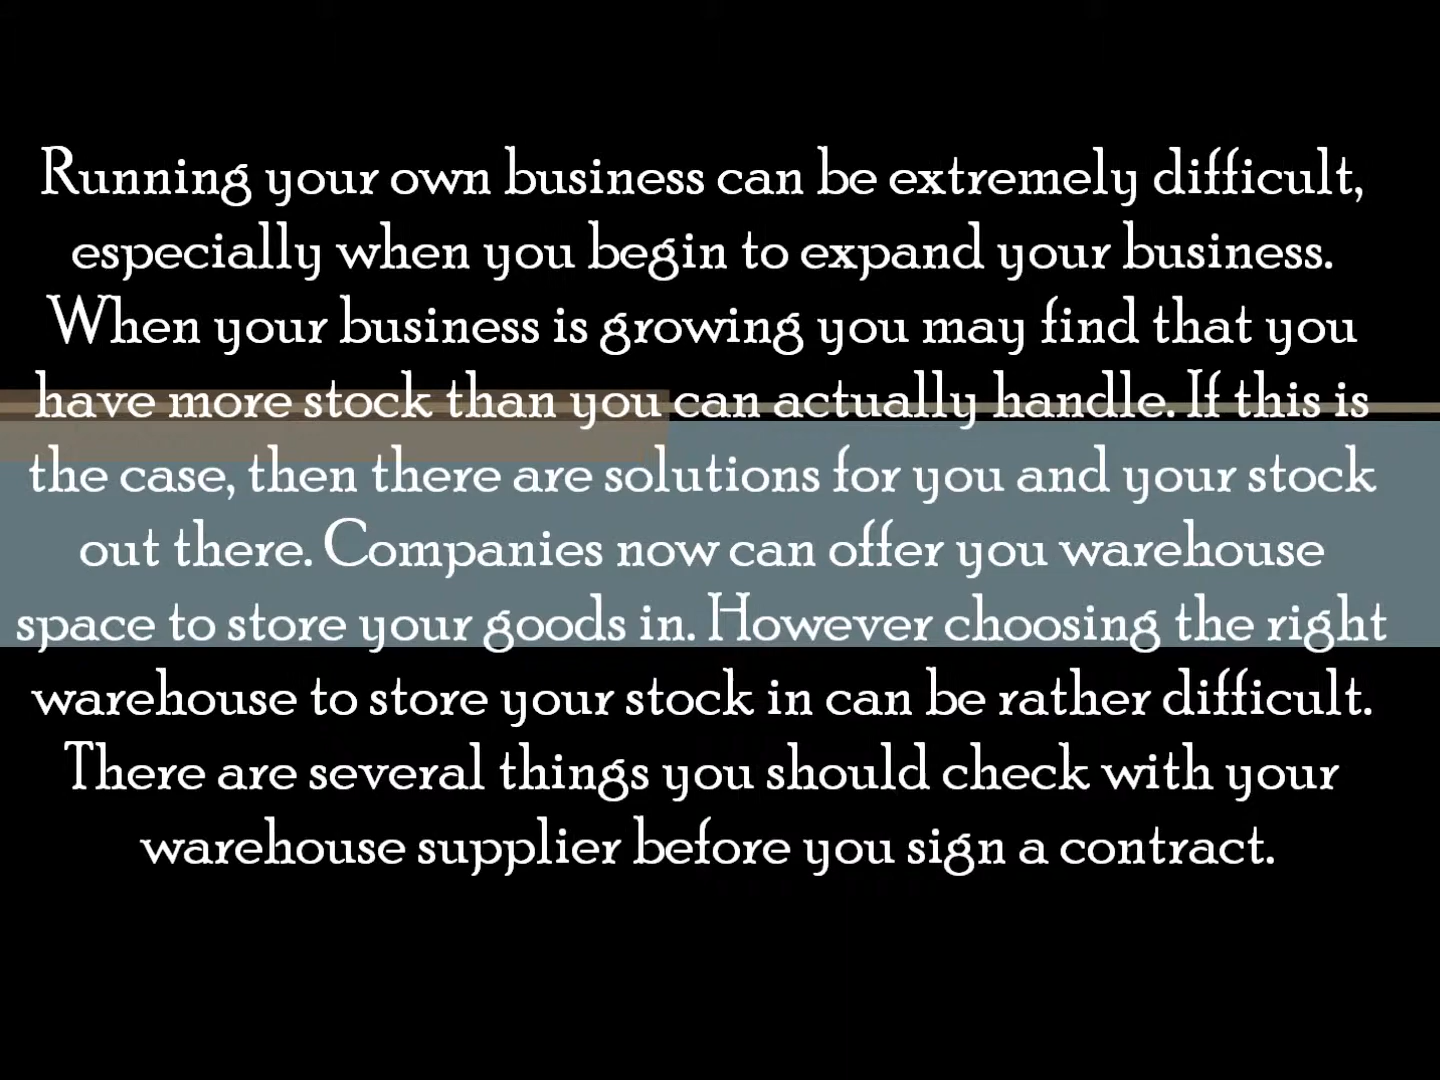 Running your own business can be extremely difficult,
especially when you begin to expand your business.
When your business is growing you may find that you
have more stock than you can actually handle. If this is
the case, then there are solutions for you and your stock
out there. Companies now can offer you warehouse
space to store your goods in. However choosing the right
warehouse to store your stock in can be rather difficult.
There are several things you should check with your
warehouse supplier before you sign a contract.